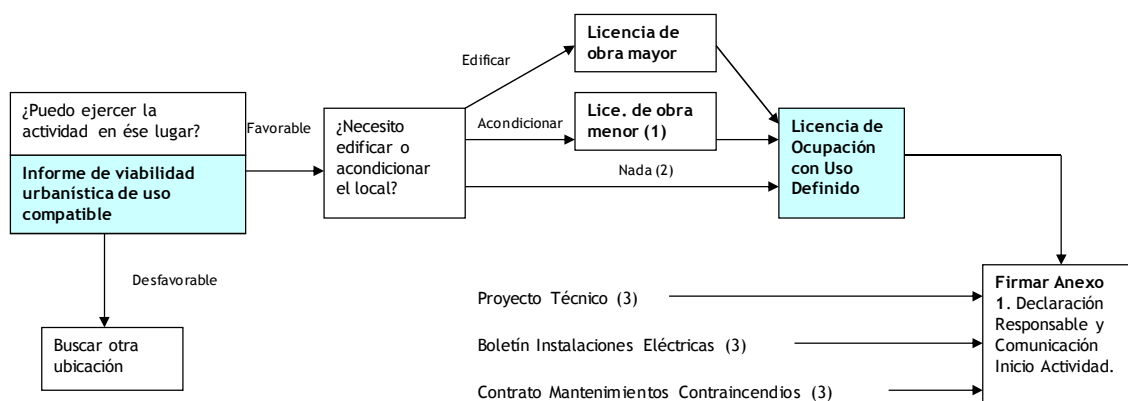 ¿Puedo ejercer la
actividad en ése lugar?
Informe de viabilidad
urbanística de uso
compatible
Favorable
Desfavorable
Buscar otra
ubicación
¿Necesito
edificar o
acondicionar
el local?
Edificar
Acondicionar
Nada (2)
Licencia de
obra mayor
Lice. de obra
menor (1)
Licencia de
Ocupación
con Uso
Definido
Proyecto Técnico (3)
Boletín Instalaciones Eléctricas (3)
Contrato Mantenimientos Contraincendios (3)
Firmar Anexo
1. Declaración
Responsable y
Comunicación
Inicio Actividad.